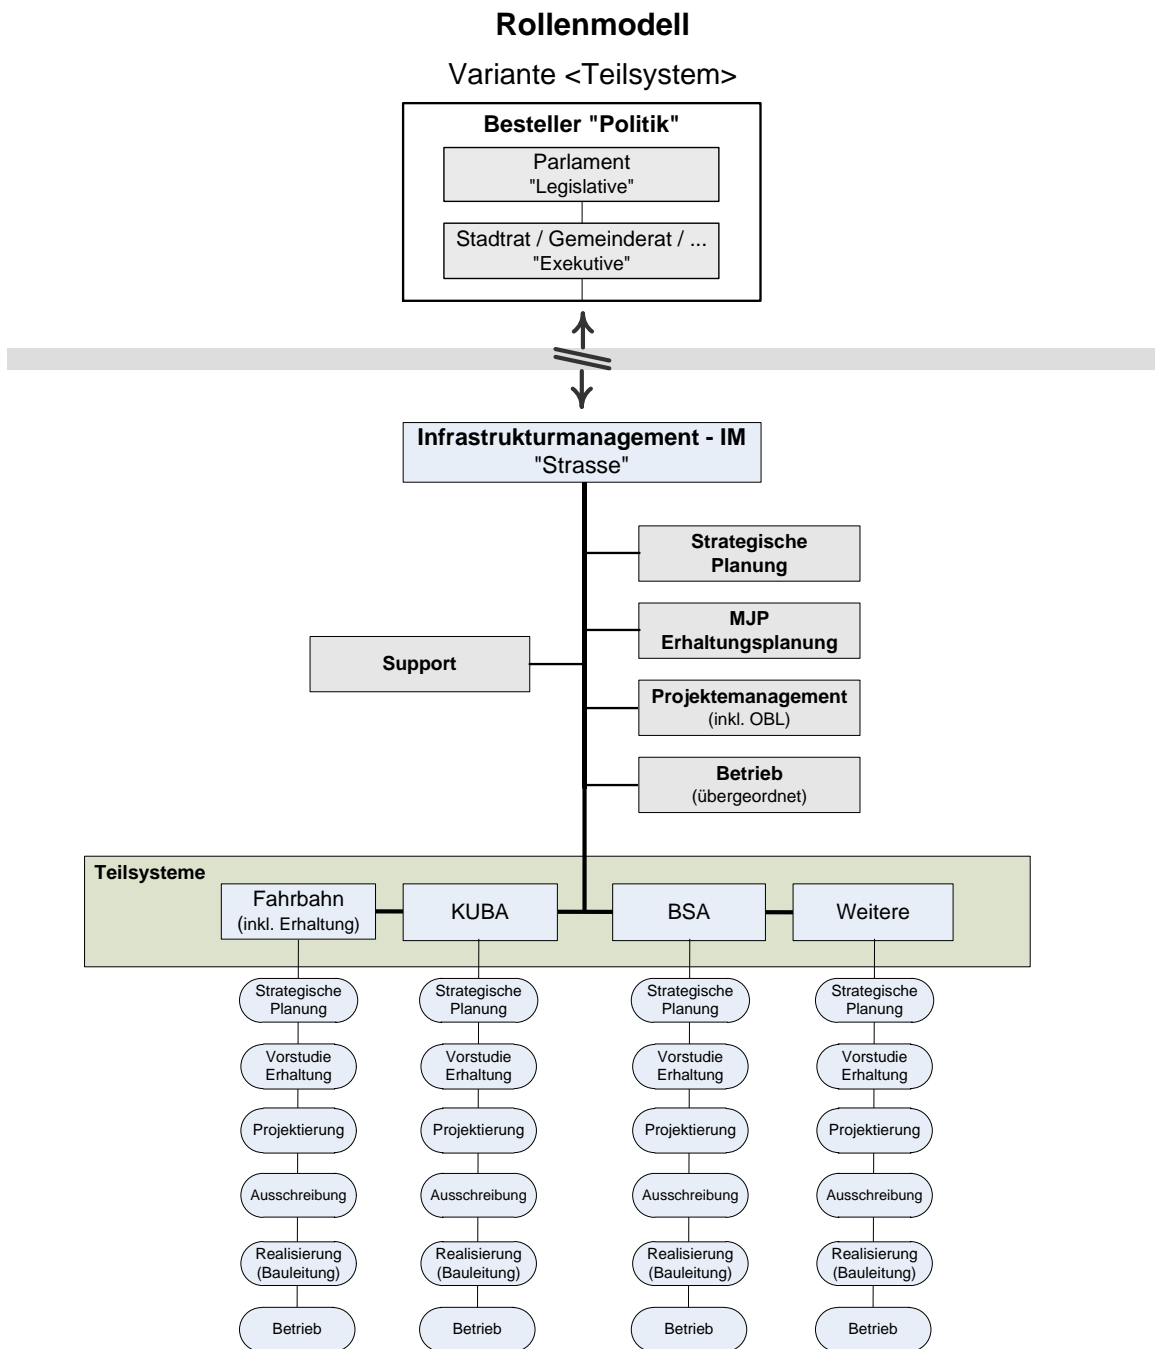 Rollenmodell
Variante <Teilsystem>
Besteller "Politik"
Parlament
"Legislative"
Stadtrat / Gemeinderat / ...
"Exekutive"
Infrastrukturmanagement - IM
"Strasse"
Strategische
Planung
MJP
Erhaltungsplanung
Support
Projektemanagement
(inkl. OBL)
Betrieb
(übergeordnet)
Teilsysteme
Fahrbahn
(inkl. Erhaltung)
KUBA
BSA
Weitere
Strategische
Planung
Strategische
Planung
Strategische
Planung
Strategische
Planung
Vorstudie
Erhaltung
Vorstudie
Erhaltung
Vorstudie
Erhaltung
Vorstudie
Erhaltung
Projektierung
Projektierung
Projektierung
Projektierung
Ausschreibung
Ausschreibung
Ausschreibung
Ausschreibung
Realisierung
(Bauleitung)
Realisierung
(Bauleitung)
Realisierung
(Bauleitung)
Realisierung
(Bauleitung)
Betrieb
Betrieb
Betrieb
Betrieb